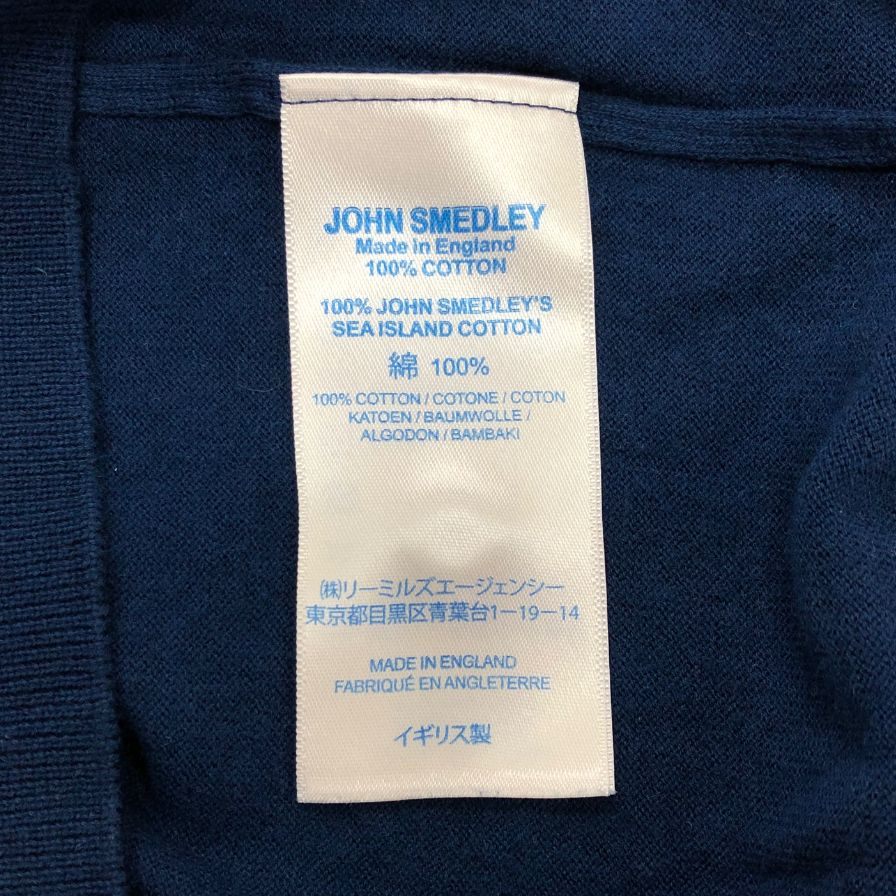 JOHN SMEDLEY
Made in England
100% COTTON
100% JOHN SMEDLEY'S
SEA ISLAND COTTON
綿 100%
100% COTTON / COTONE / COTON
KATOEN / BAUMWOLLE /
ALGODON / BAMBAKI
㈱リーミルズエージェンシー
東京都目黒区青葉台1-19-14
MADE IN ENGLAND
FABRIQUÉ EN ANGLETERRE
イギリス製